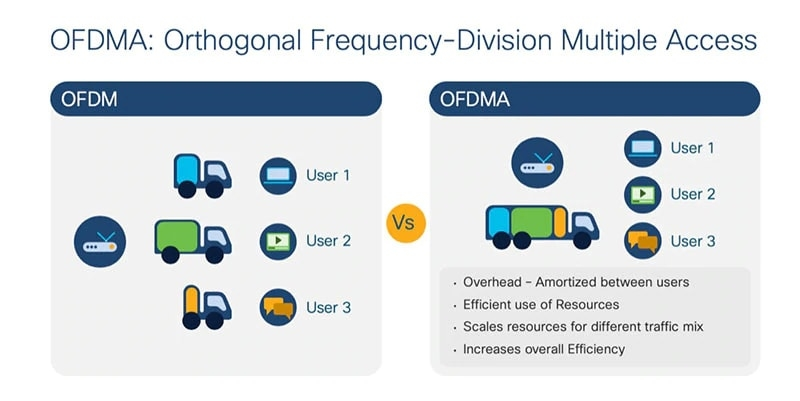 OFDMA: Orthogonal Frequency-Division Multiple Access
OFDM
User 1
User 2
User 3
Vs
OFDMA
User 1
User 2
User 3
· Overhead – Amortized between users
· Efficient use of Resources
· Scales resources for different traffic mix
· Increases overall Efficiency